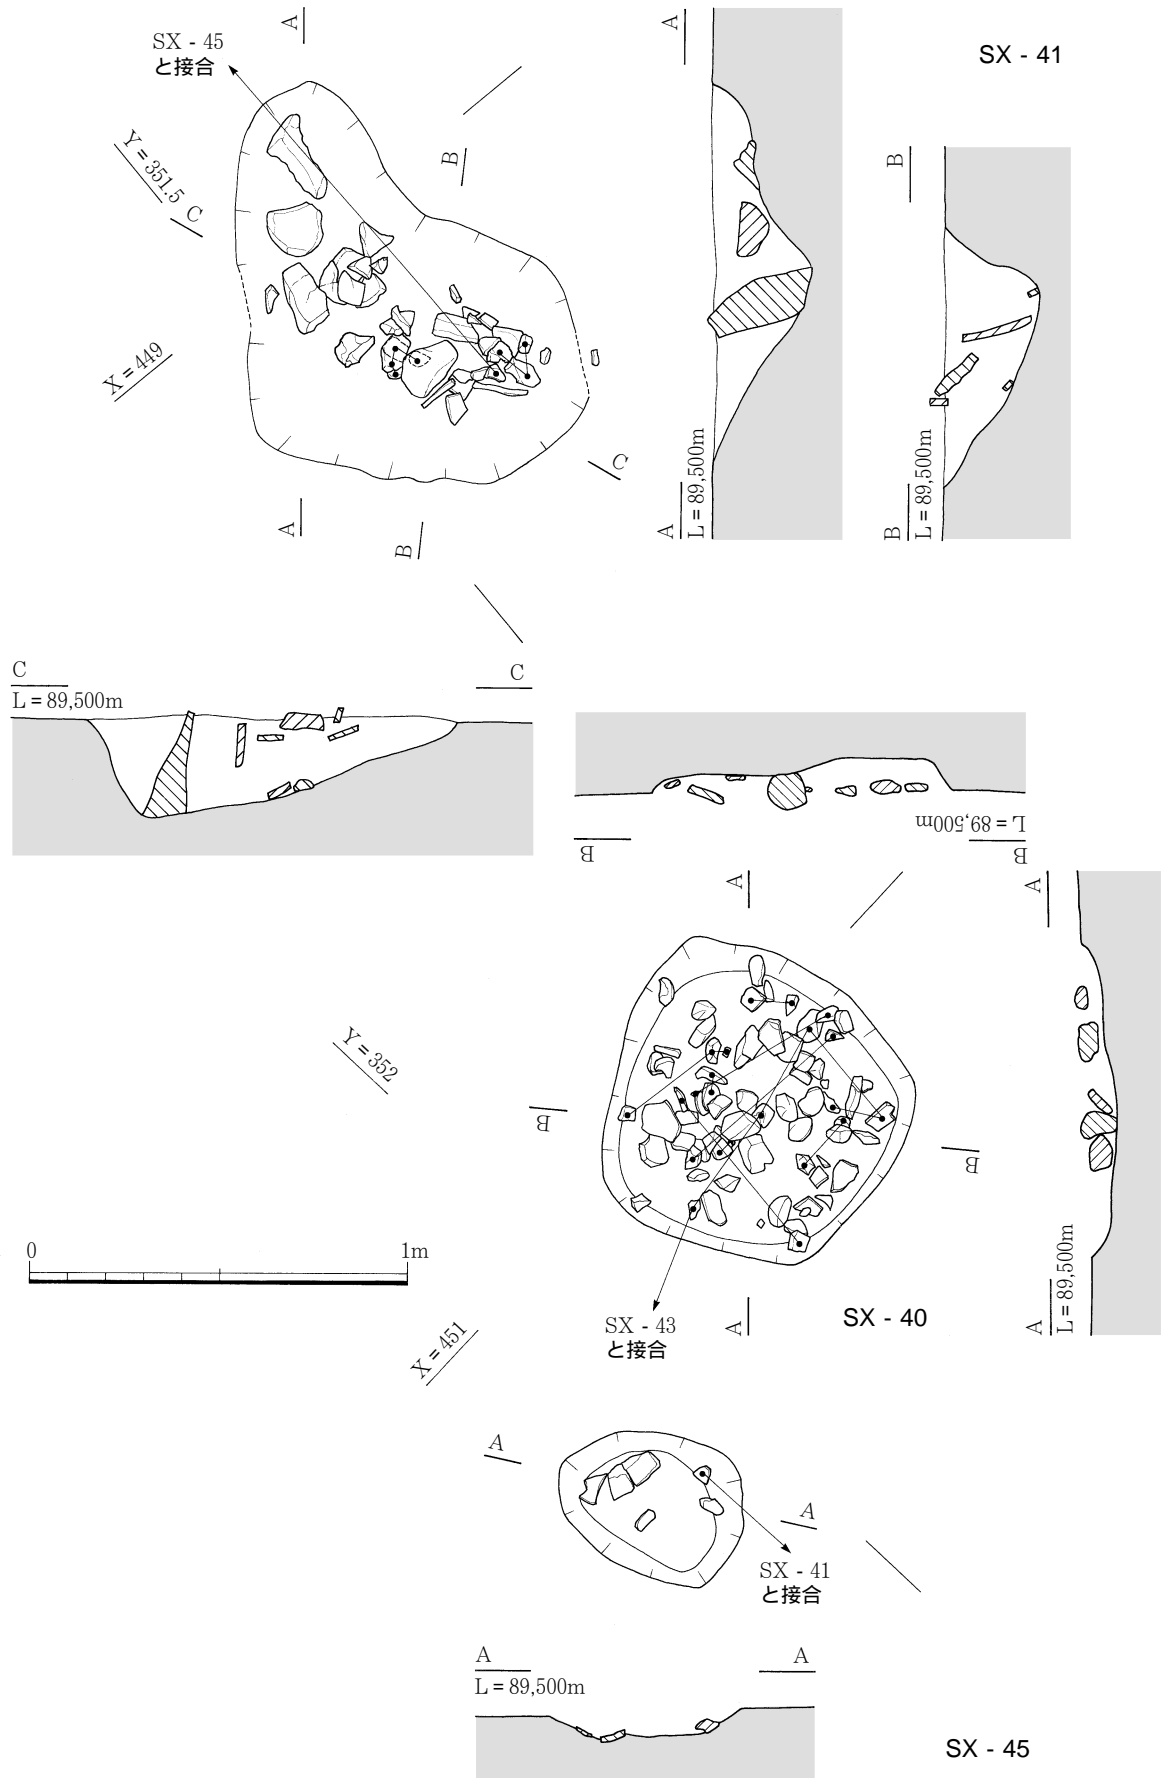 A
SX - 45
と接合
Y = 351.5
C
B
X = 449
A
B
C
A
A
L = 89,500m
SX - 41
B
B
L = 89,500m
C
L = 89,500m
C
L = 89,500m
B
B
A
A
Y = 352
B
B
0
1m
SX - 43
と接合
A
SX - 40
A
L = 89,500m
X = 451
A
A
SX - 41
と接合
A
L = 89,500m
A
SX - 45